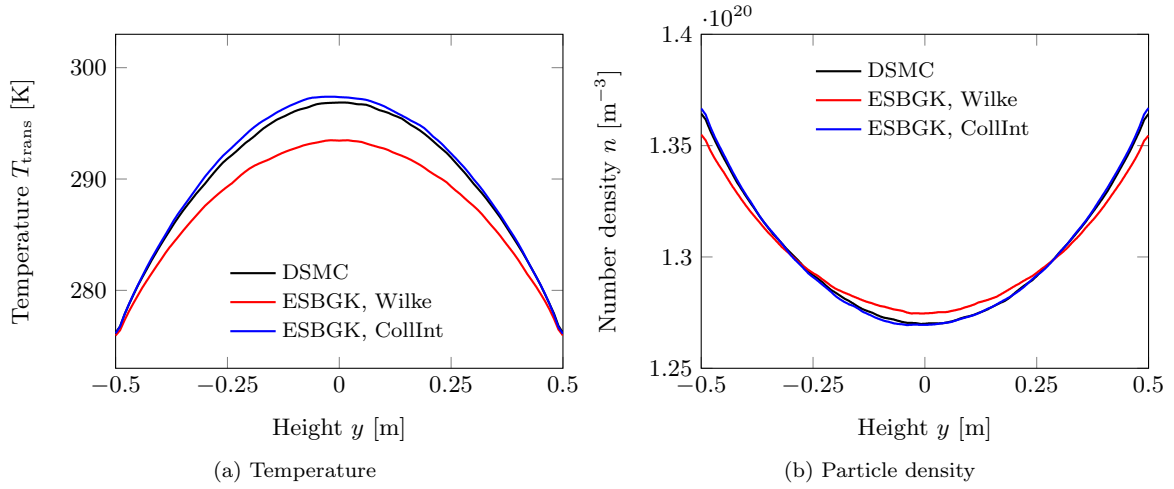 300
290
280
−0.5
−0.25
0
0.25
0.5
Height y [m]
Temperature T_trans [K]
DSMC
ESBGK, Wilke
ESBGK, CollInt
(a) Temperature
·10^20
1.4
1.35
1.3
1.25
−0.5
−0.25
0
0.25
0.5
Height y [m]
Number density n [m^−3]
DSMC
ESBGK, Wilke
ESBGK, CollInt
(b) Particle density